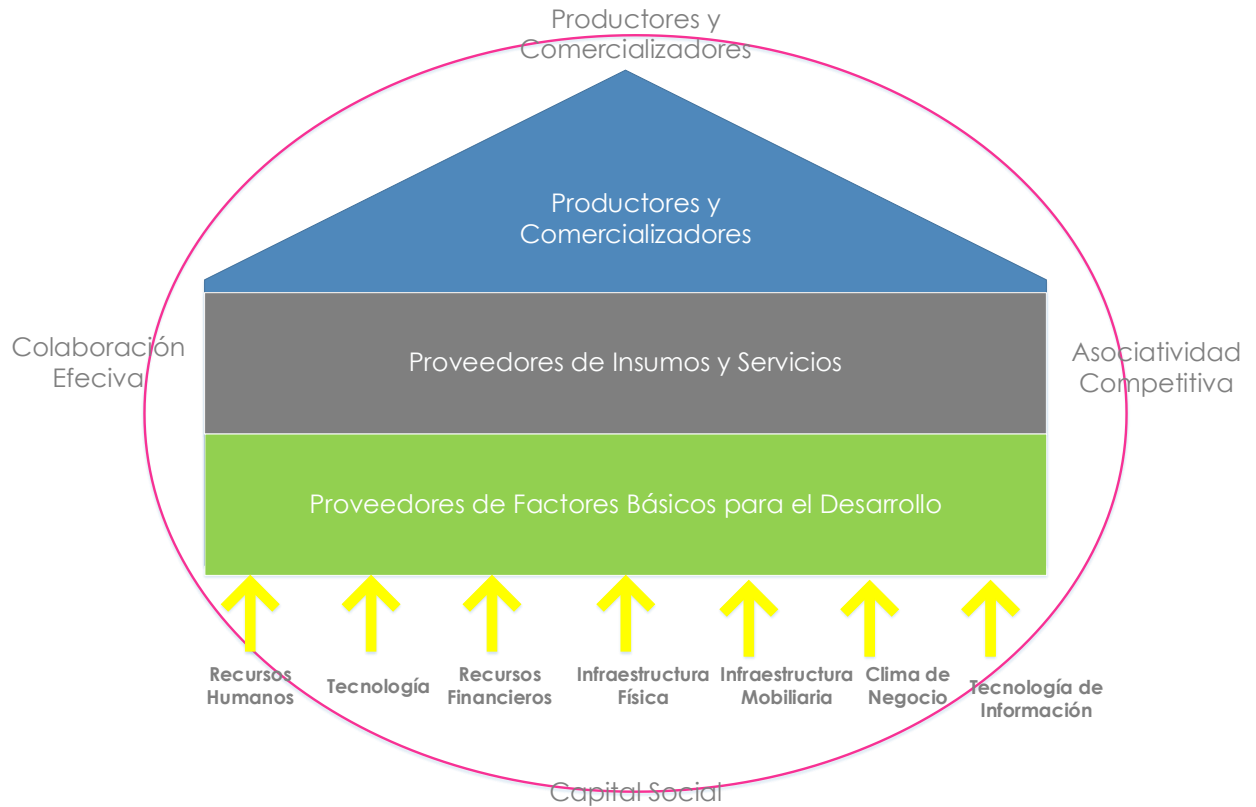 Productores y
Comercializadores
Productores y
Comercializadores
Colaboración
Efeciva
Proveedores de Insumos y Servicios
Asociatividad
Competitiva
Proveedores de Factores Básicos para el Desarrollo
Recursos
Humanos
Tecnología
Recursos
Financieros
Infraestructura
Física
Infraestructura
Mobiliaria
Clima de
Negocio
Tecnología de
Información
Capital Social